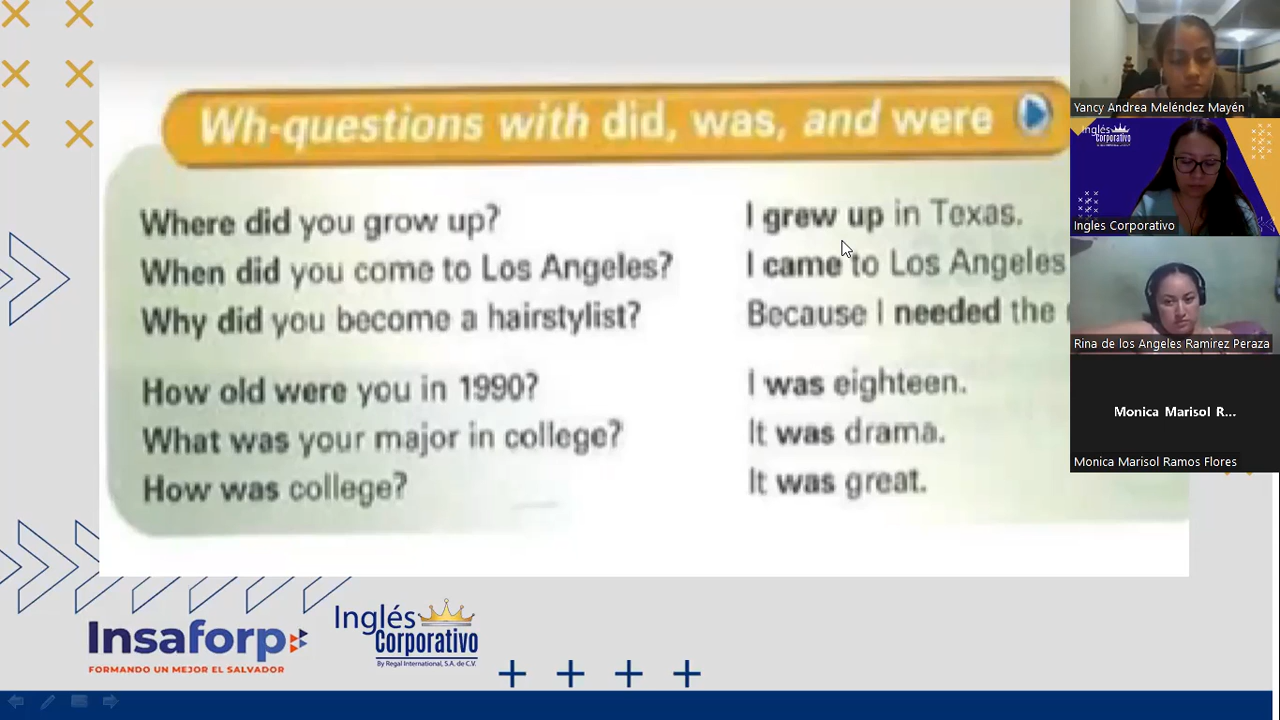 Wh-questions with did, was, and were
Where did you grow up?
I grew up in Texas.
When did you come to Los Angeles?
I came to Los Angeles
Why did you become a hairstylist?
Because I needed the
How old were you in 1990?
I was eighteen.
What was your major in college?
It was drama.
How was college?
It was great.
Insaforp
FORMANDO UN MEJOR EL SALVADOR
Inglés
Corporativo
By Regal International, S.A. de C.V.
Yancy Andrea Meléndez Mayén
Inglés
Corporativo
Ingles Corporativo
Rina de los Angeles Ramirez Peraza
Monica Marisol R...
Monica Marisol Ramos Flores